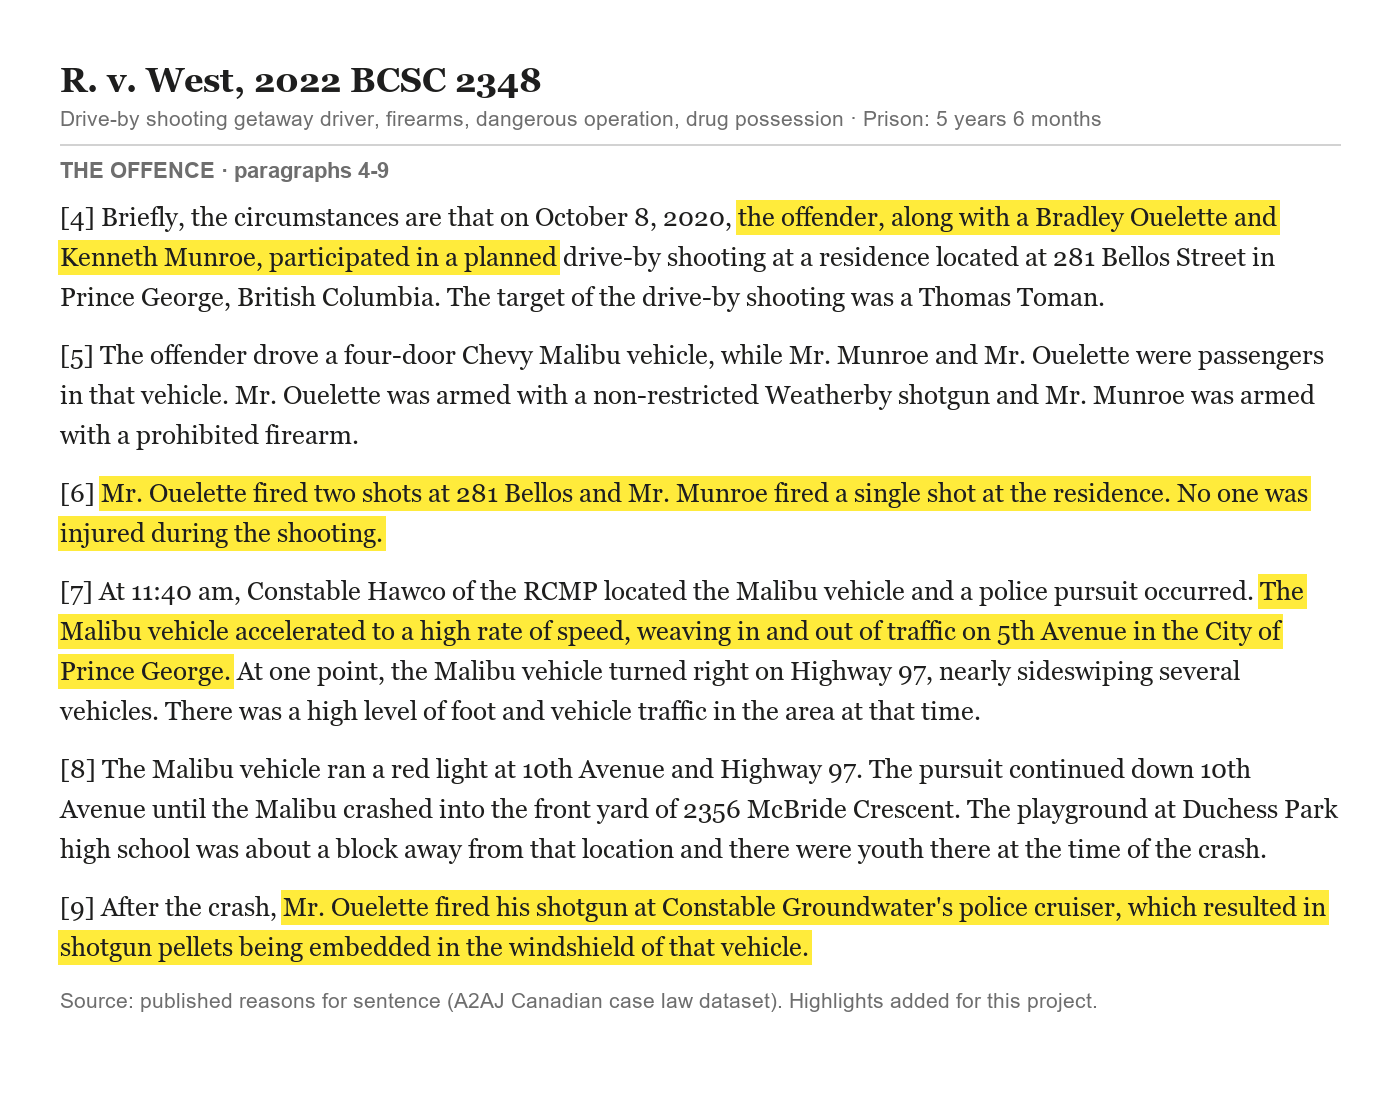 R. v. West, 2022 BCSC 2348
Drive-by shooting getaway driver, firearms, dangerous operation, drug possession · Prison: 5 years 6 months
THE OFFENCE · paragraphs 4-9
[4] Briefly, the circumstances are that on October 8, 2020, the offender, along with a Bradley Ouelette and
Kenneth Munroe, participated in a planned drive-by shooting at a residence located at 281 Bellos Street in
Prince George, British Columbia. The target of the drive-by shooting was a Thomas Toman.
[5] The offender drove a four-door Chevy Malibu vehicle, while Mr. Munroe and Mr. Ouelette were passengers
in that vehicle. Mr. Ouelette was armed with a non-restricted Weatherby shotgun and Mr. Munroe was armed
with a prohibited firearm.
[6] Mr. Ouelette fired two shots at 281 Bellos and Mr. Munroe fired a single shot at the residence. No one was
injured during the shooting.
[7] At 11:40 am, Constable Hawco of the RCMP located the Malibu vehicle and a police pursuit occurred. The
Malibu vehicle accelerated to a high rate of speed, weaving in and out of traffic on 5th Avenue in the City of
Prince George. At one point, the Malibu vehicle turned right on Highway 97, nearly sideswiping several
vehicles. There was a high level of foot and vehicle traffic in the area at that time.
[8] The Malibu vehicle ran a red light at 10th Avenue and Highway 97. The pursuit continued down 10th
Avenue until the Malibu crashed into the front yard of 2356 McBride Crescent. The playground at Duchess Park
high school was about a block away from that location and there were youth there at the time of the crash.
[9] After the crash, Mr. Ouelette fired his shotgun at Constable Groundwater's police cruiser, which resulted in
shotgun pellets being embedded in the windshield of that vehicle.
Source: published reasons for sentence (A2AJ Canadian case law dataset). Highlights added for this project.